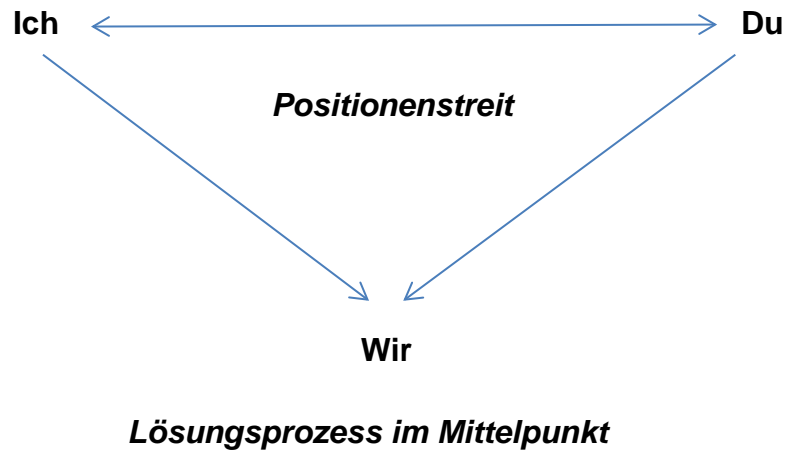 Ich Du
Positionenstreit
Wir
Lösungsprozess im Mittelpunkt